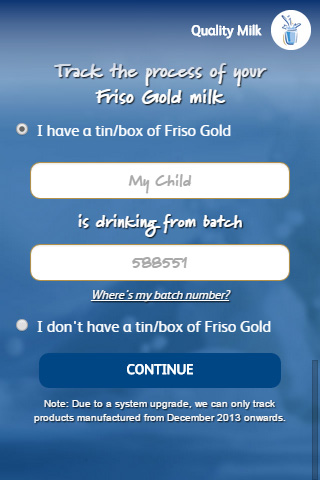 Quality Milk
Track the process of your
Friso Gold milk
I have a tin/box of Friso Gold
My Child
is drinking from batch
5BB551
Where's my batch number?
I don't have a tin/box of Friso Gold
CONTINUE
Note: Due to a system upgrade, we can only track
products manufactured from December 2013 onwards.